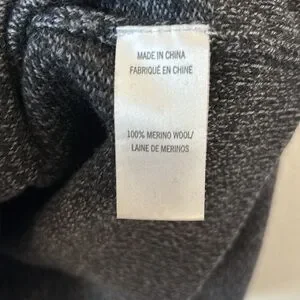 MADE IN CHINA
FABRIQUÉ EN CHINE
100% MERINO WOOL/
LAINE DE MERINOS